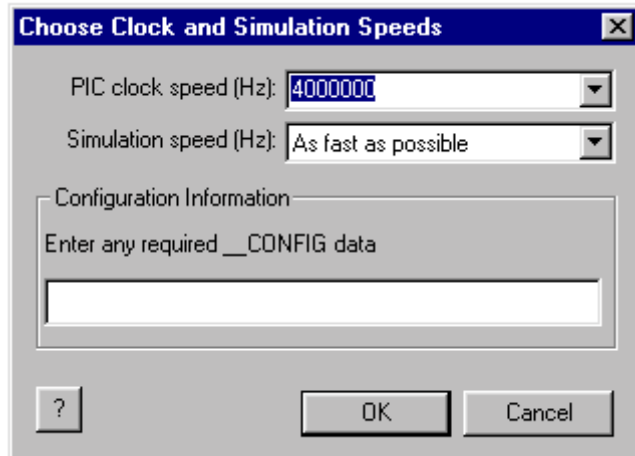 Choose Clock and Simulation Speeds
PIC clock speed (Hz): 4000000
Simulation speed (Hz): As fast as possible
Configuration Information
Enter any required __CONFIG data
? OK Cancel